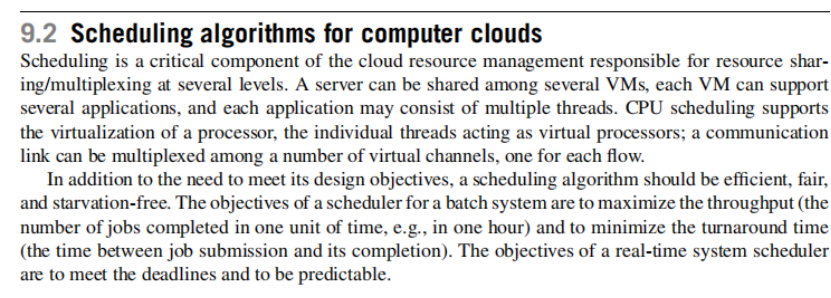 9.2 Scheduling algorithms for computer clouds
Scheduling is a critical component of the cloud resource management responsible for resource shar-
ing/multiplexing at several levels. A server can be shared among several VMs, each VM can support
several applications, and each application may consist of multiple threads. CPU scheduling supports
the virtualization of a processor, the individual threads acting as virtual processors; a communication
link can be multiplexed among a number of virtual channels, one for each flow.
In addition to the need to meet its design objectives, a scheduling algorithm should be efficient, fair,
and starvation-free. The objectives of a scheduler for a batch system are to maximize the throughput (the
number of jobs completed in one unit of time, e.g., in one hour) and to minimize the turnaround time
(the time between job submission and its completion). The objectives of a real-time system scheduler
are to meet the deadlines and to be predictable.